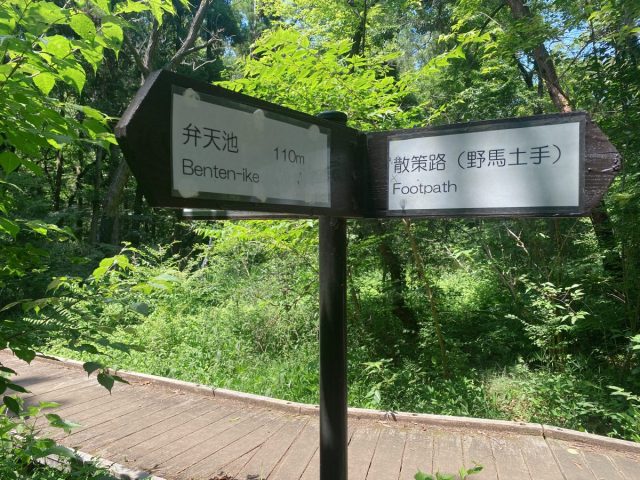 弁天池 110m
Benten-ike
散策路（野馬土手）
Footpath